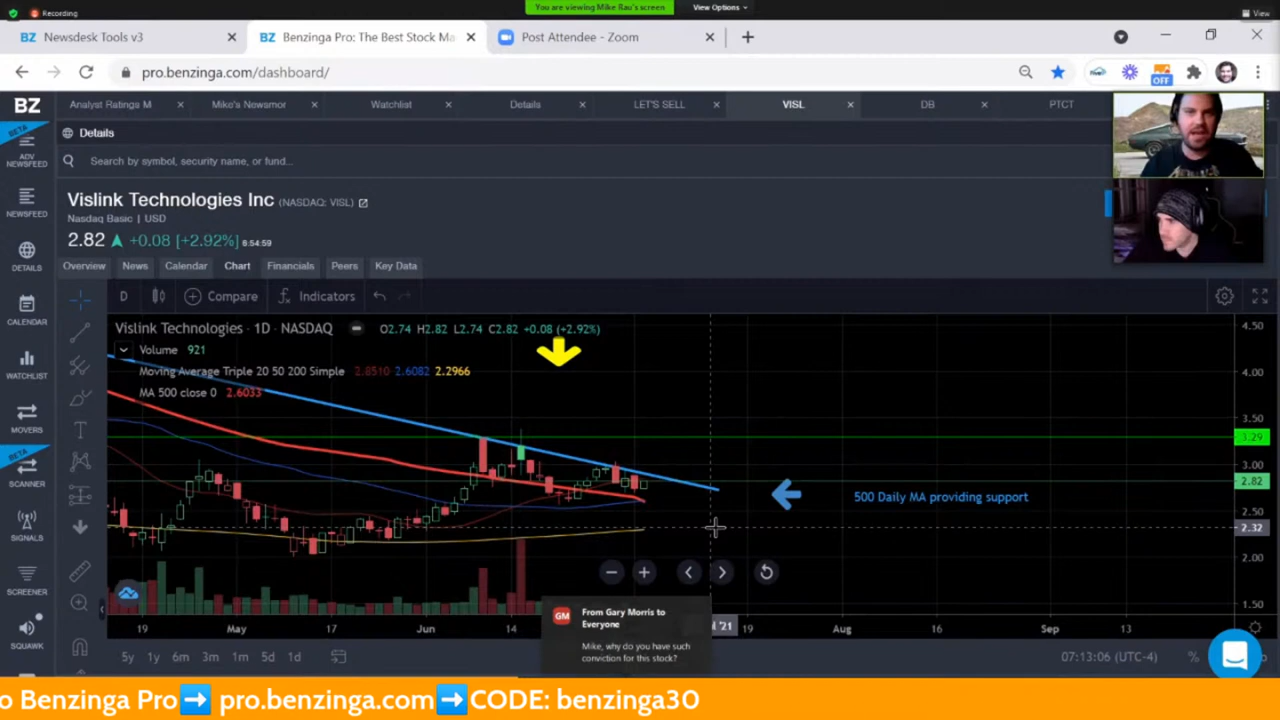 Recording
You are viewing Mike Rau's screen
View Options
View
Newsdesk Tools v3
Benzinga Pro: The Best Stock Ma
Post Attendee - Zoom
pro.benzinga.com/dashboard/
OFF
BZ
Analyst Ratings M
Mike's Newsmor
Watchlist
Details
LET'S SELL
VISL
DB
PTCT
BETA
ADV
NEWSFEED
NEWSFEED
DETAILS
CALENDAR
WATCHLIST
MOVERS
BETA
SCANNER
SIGNALS
SCREENER
SQUAWK
Details
Search by symbol, security name, or fund...
Vislink Technologies Inc (NASDAQ: VISL)
Nasdaq Basic | USD
2.82 +0.08 [+2.92%] 6:54:59
Overview
News
Calendar
Chart
Financials
Peers
Key Data
D
Compare
Indicators
Vislink Technologies · 1D · NASDAQ
O2.74 H2.82 L2.74 C2.82 +0.08 (+2.92%)
Volume 921
Moving Average Triple 20 50 200 Simple 2.8510 2.6082 2.2966
MA 500 close 0 2.6033
500 Daily MA providing support
4.50
4.00
3.50
3.29
3.00
2.82
2.50
2.32
2.00
1.50
19
May
Jun
14
'21
19
Aug
16
Sep
13
From Gary Morris to
Everyone
Mike, why do you have such
conviction for this stock?
GM
5y
1y
6m
3m
1m
5d
1d
07:13:06 (UTC-4)
%
o Benzinga Pro➡pro.benzinga.com➡CODE: benzinga30